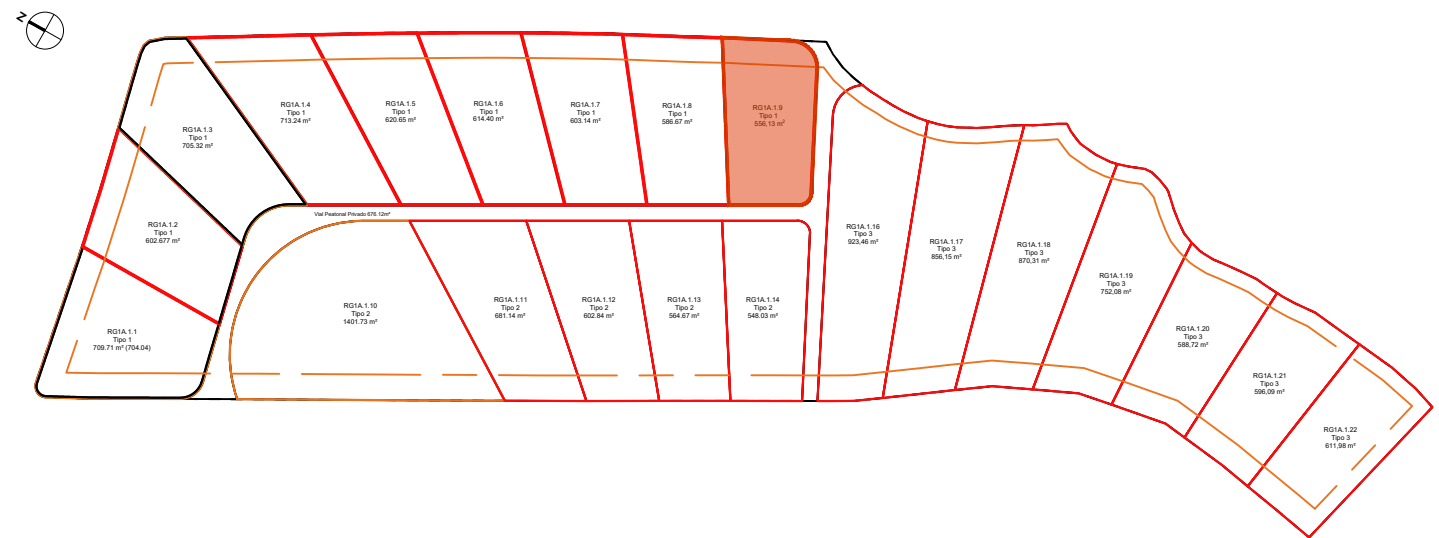 N
RG1A.1.4
Tipo 1
713.24 m²
RG1A.1.5
Tipo 1
620.65 m²
RG1A.1.6
Tipo 1
614.40 m²
RG1A.1.7
Tipo 1
603.14 m²
RG1A.1.8
Tipo 1
586.67 m²
RG1A.1.9
Tipo 1
556,13 m²
RG1A.1.3
Tipo 1
705.32 m²
RG1A.1.2
Tipo 1
602.677 m²
RG1A.1.1
Tipo 1
709.71 m² (704.04)
Vial Peatonal Privado 676.12m²
RG1A.1.10
Tipo 2
1401.73 m²
RG1A.1.11
Tipo 2
681.14 m²
RG1A.1.12
Tipo 2
602.84 m²
RG1A.1.13
Tipo 2
564.67 m²
RG1A.1.14
Tipo 2
548.03 m²
RG1A.1.16
Tipo 3
923,46 m²
RG1A.1.17
Tipo 3
856,15 m²
RG1A.1.18
Tipo 3
870,31 m²
RG1A.1.19
Tipo 3
752,08 m²
RG1A.1.20
Tipo 3
588,72 m²
RG1A.1.21
Tipo 3
596,09 m²
RG1A.1.22
Tipo 3
611,98 m²